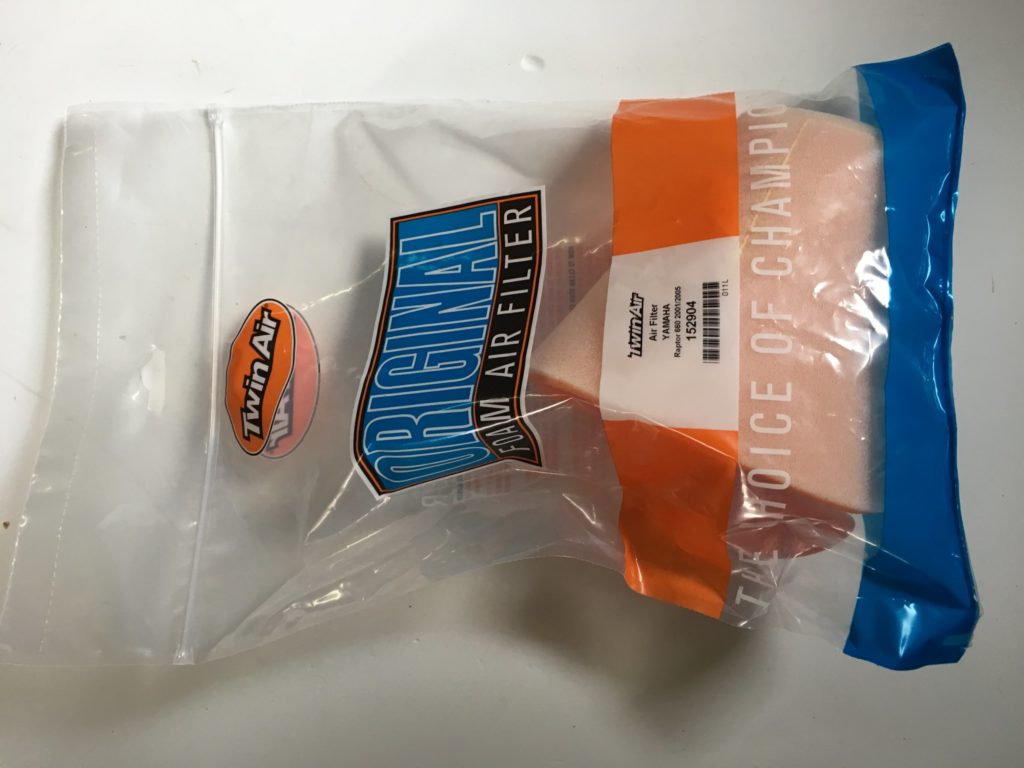 Twin Air
ORIGINAL
FOAM AIR FILTER
Twin Air
Air Filter
YAMAHA
Raptor 660 2001/2005
152904
011L
THE CHOICE OF CHAMPIO